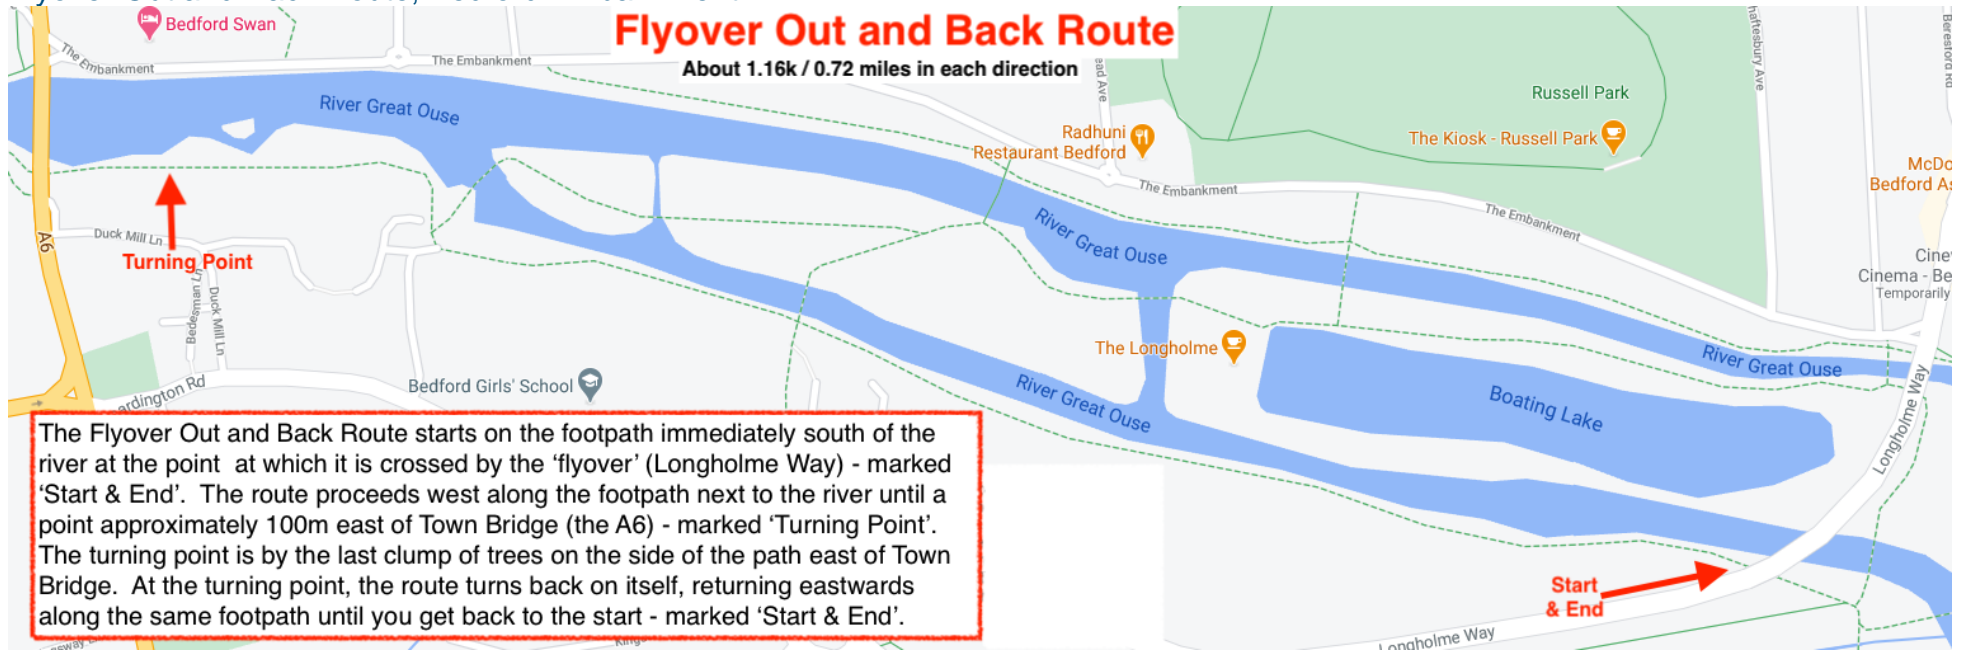 Flyover Out and Back Route
About 1.16k / 0.72 miles in each direction
Bedford Swan
The Embankment
The Embankment
River Great Ouse
Russell Park
The Kiosk - Russell Park
Radhuni
Restaurant Bedford
The Embankment
The Embankment
River Great Ouse
A6
Duck Mill Ln
Turning Point
Bedesman Ln
Duck Mill Ln
Cinema - Be
Temporarily
The Longholme
River Great Ouse
Boating Lake
River Great Ouse
Longholme Way
Bedford Girls' School
The Flyover Out and Back Route starts on the footpath immediately south of the
river at the point at which it is crossed by the ‘flyover’ (Longholme Way) - marked
‘Start & End’. The route proceeds west along the footpath next to the river until a
point approximately 100m east of Town Bridge (the A6) - marked ‘Turning Point’.
The turning point is by the last clump of trees on the side of the path east of Town
Bridge. At the turning point, the route turns back on itself, returning eastwards
along the same footpath until you get back to the start - marked ‘Start & End’.
Start
& End
Longholme Way